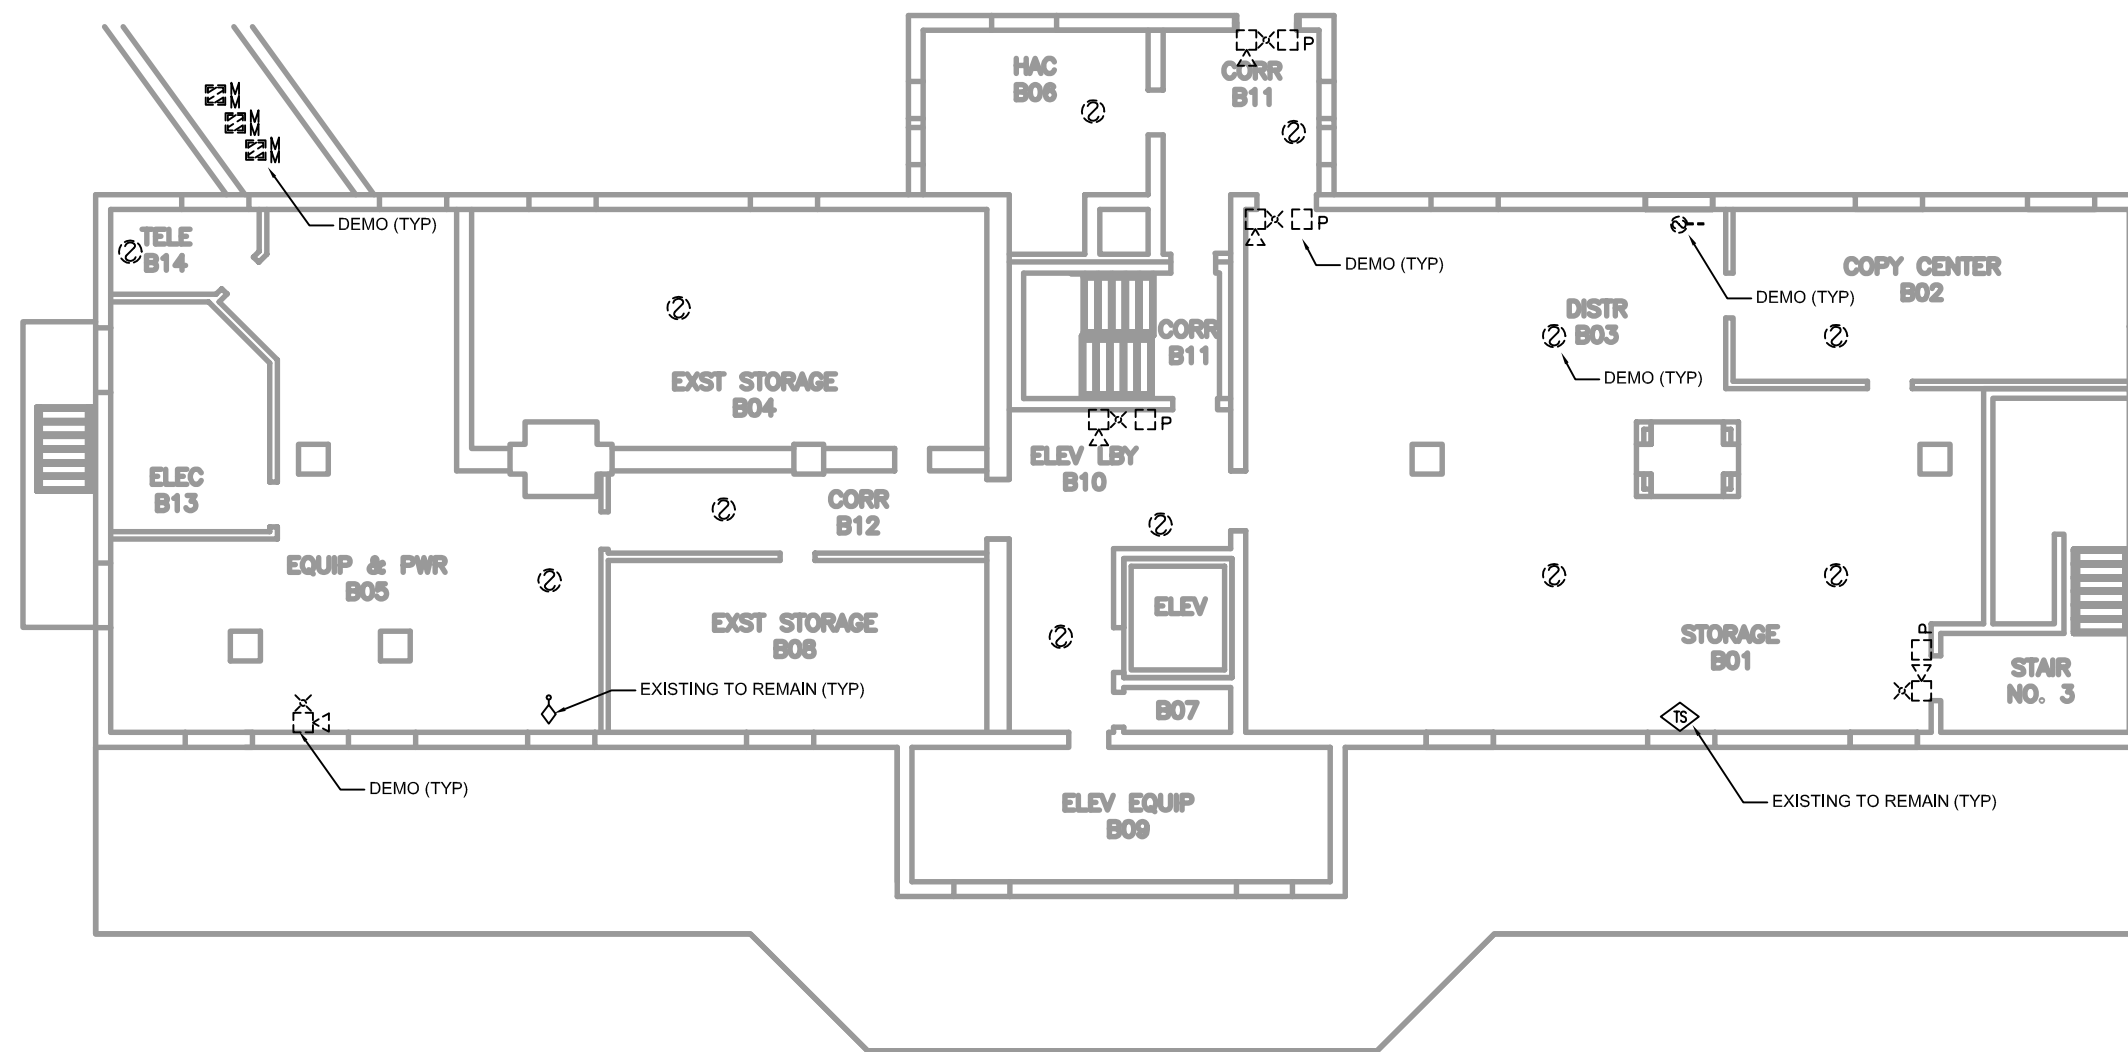 HAC
B06
P
CORR
B11
M
M
M
M
M
M
DEMO (TYP)
P
DEMO (TYP)
TELE
B14
COPY CENTER
B02
DEMO (TYP)
DISTR
B03
CORR
B11
DEMO (TYP)
EXST STORAGE
B04
P
ELEV LBY
B10
ELEC
B13
CORR
B12
EQUIP & PWR
B05
ELEV
EXST STORAGE
B08
P
STORAGE
B01
STAIR
NO. 3
EXISTING TO REMAIN (TYP)
B07
TS
DEMO (TYP)
EXISTING TO REMAIN (TYP)
ELEV EQUIP
B09